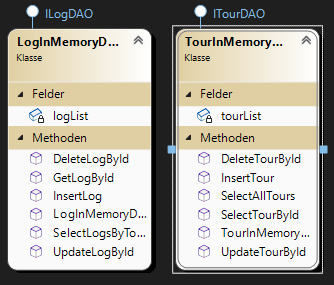 ILogDAO
LogInMemoryD...
Klasse
Felder
logList
Methoden
DeleteLogById
GetLogById
InsertLog
LogInMemoryD...
SelectLogsByTo...
UpdateLogById
ITourDAO
TourInMemory...
Klasse
Felder
tourList
Methoden
DeleteTourById
InsertTour
SelectAllTours
SelectTourById
TourInMemory...
UpdateTourById